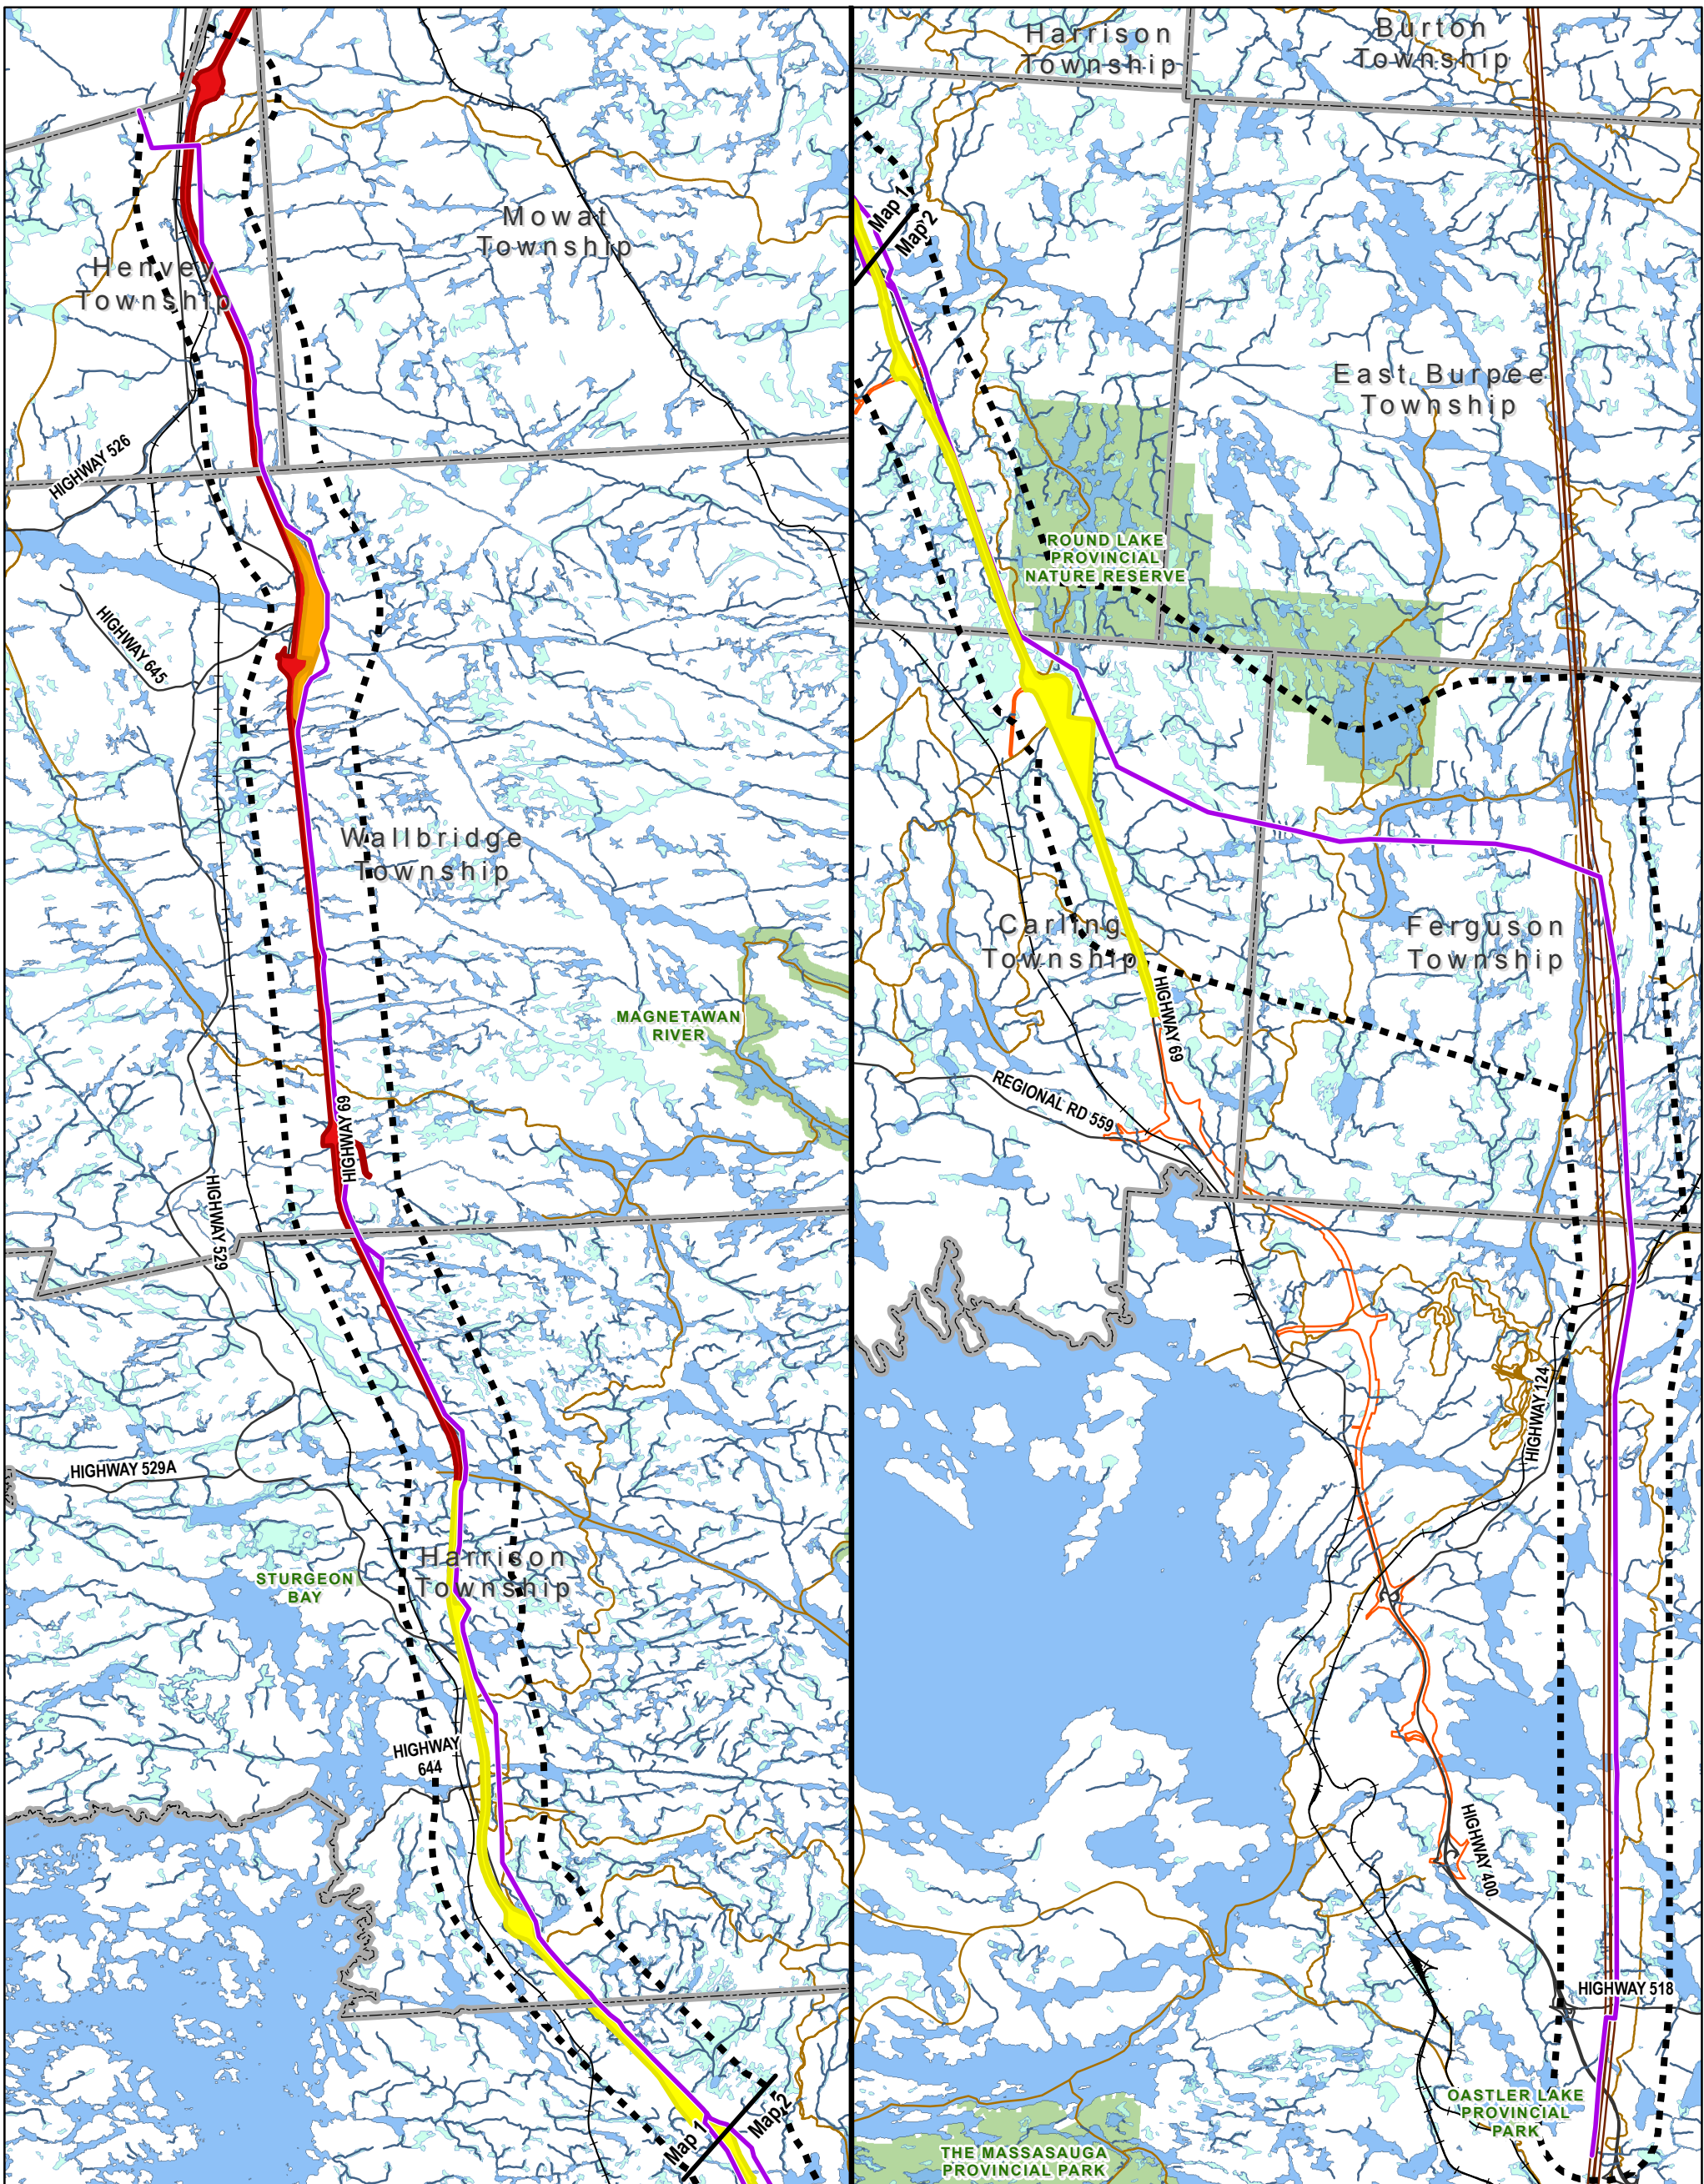 Mowat
Township
Henvey
Township
HIGHWAY 526
HIGHWAY 645
Wallbridge
Township
MAGNETAWAN
RIVER
HIGHWAY 69
HIGHWAY 529
HIGHWAY 529A
Harrison
Township
STURGEON
BAY
HIGHWAY
644
Map 1
Map 2
Harrison
Township
Burton
Township
Map 1
Map 2
East Burpee
Township
ROUND LAKE
PROVINCIAL
NATURE RESERVE
Carling
Township
Ferguson
Township
HIGHWAY 69
REGIONAL RD 559
HIGHWAY 124
HIGHWAY 400
HIGHWAY 518
OASTLER LAKE
PROVINCIAL
PARK
THE MASSASAUGA
PROVINCIAL PARK